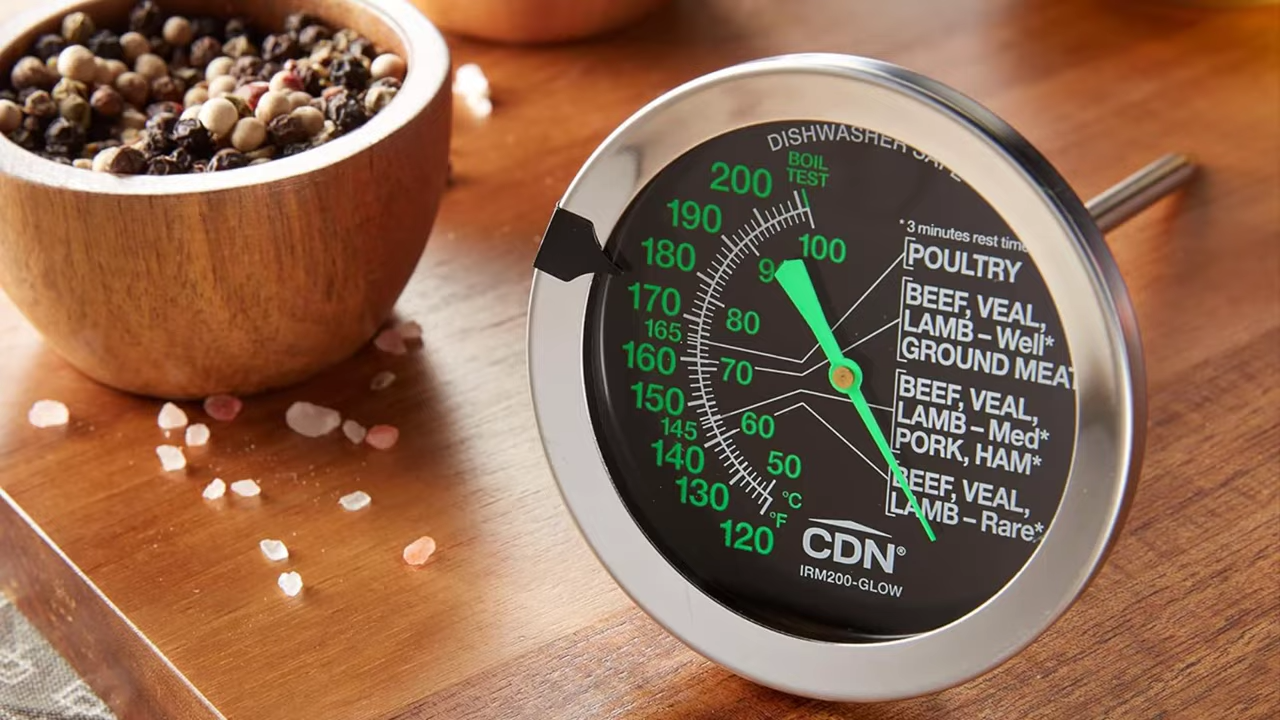 DISHWASHER SAFE
BOIL
TEST
200
190
180
170
165
160
150
145
140
130
120
100
9
80
70
60
50
°C
°F
* 3 minutes rest time
POULTRY
BEEF, VEAL,
LAMB – Well*
GROUND MEAT
BEEF, VEAL,
LAMB – Med*
PORK, HAM*
BEEF, VEAL,
LAMB – Rare*
CDN®
IRM200-GLOW